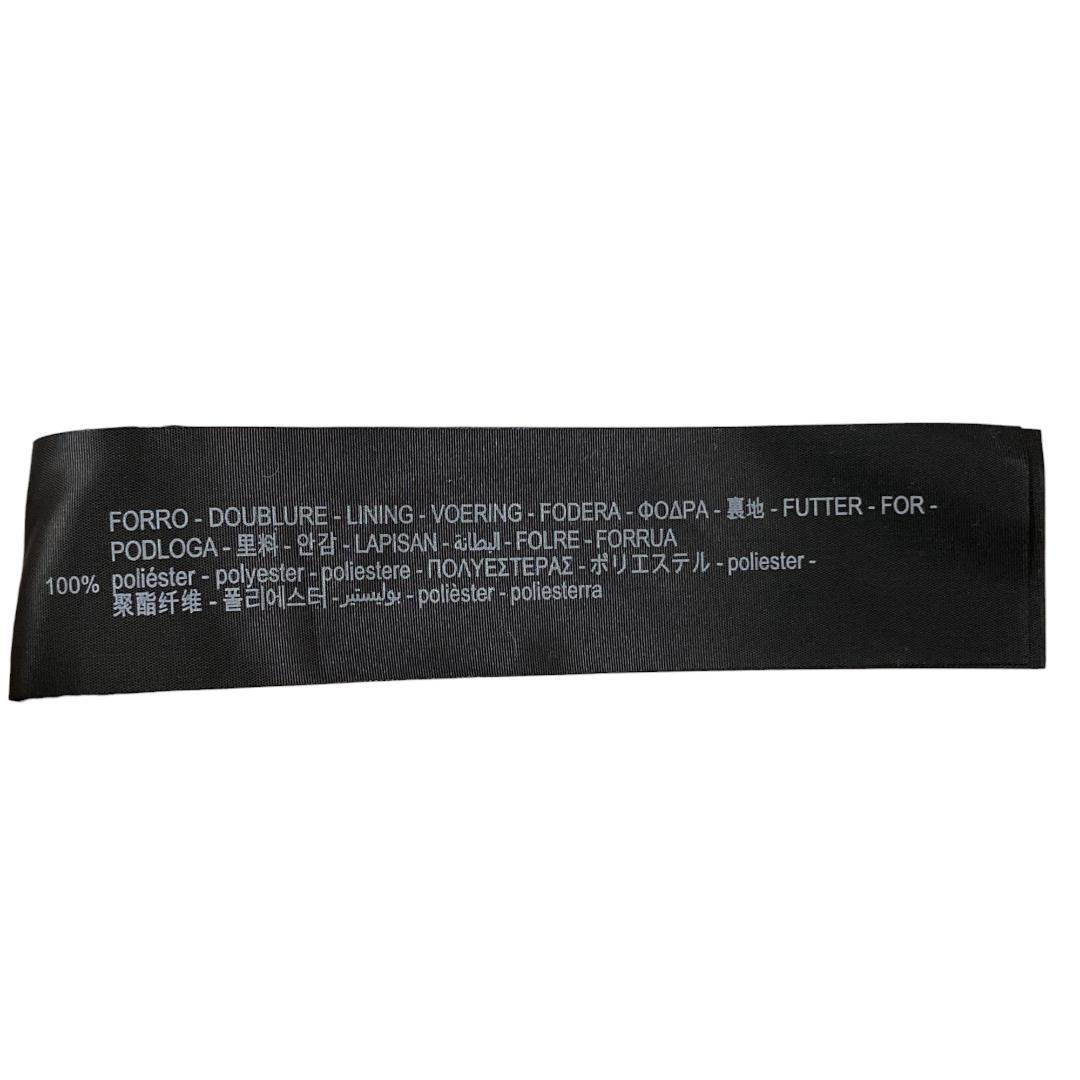 FORRO - DOUBLURE - LINING - VOERING - FODERA - ΦΟΔΡΑ - 裏地 - FUTTER - FOR -
PODLOGA - 里料 - 안감 - LAPISAN - البطانة - FOLRE - FORRUA
100% poliéster - polyester - poliestere - ΠΟΛΥΕΣΤΕΡΑΣ - ポリエステル - poliester -
聚酯纤维 - 폴리에스터 - بوليستير - polièster - poliesterra